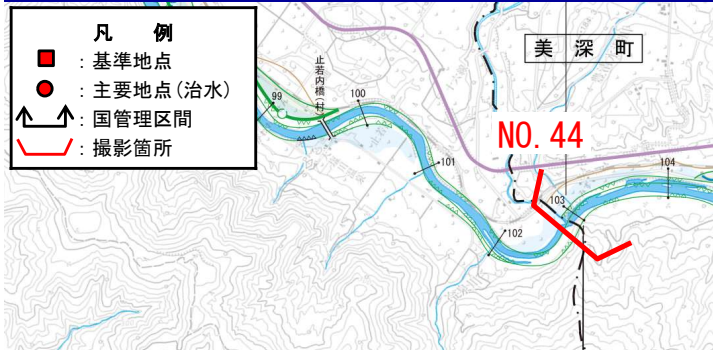 凡 例
: 基準地点
: 主要地点(治水)
: 国管理区間
: 撮影箇所
美深町
NO. 44
止若内橋(村)
99
100
101
102
103
104